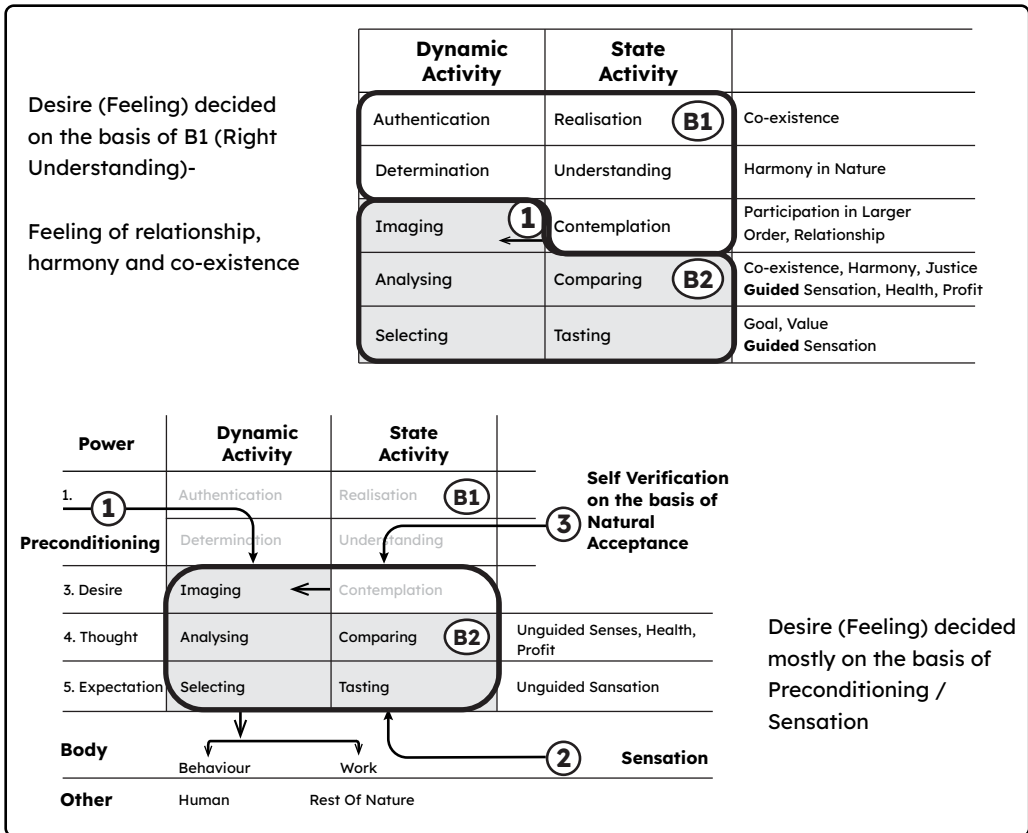 Dynamic Activity
State Activity
Desire (Feeling) decided
on the basis of B1 (Right
Understanding)-
Feeling of relationship,
harmony and co-existence
Authentication
Realisation
B1
Co-existence
Determination
Understanding
Harmony in Nature
Imaging
1
Contemplation
Participation in Larger
Order, Relationship
Analysing
Comparing
B2
Co-existence, Harmony, Justice
Guided Sensation, Health, Profit
Selecting
Tasting
Goal, Value
Guided Sensation
Power
Dynamic
Activity
State
Activity
1.
1
Authentication
Realisation
B1
3
Self Verification
on the basis of
Natural
Acceptance
Preconditioning
Determination
Understanding
3. Desire
Imaging
Contemplation
4. Thought
Analysing
Comparing
B2
Unguided Senses, Health,
Profit
5. Expectation
Selecting
Tasting
Unguided Sansation
Desire (Feeling) decided
mostly on the basis of
Preconditioning /
Sensation
Body
Behaviour
Work
2
Sensation
Other
Human
Rest Of Nature